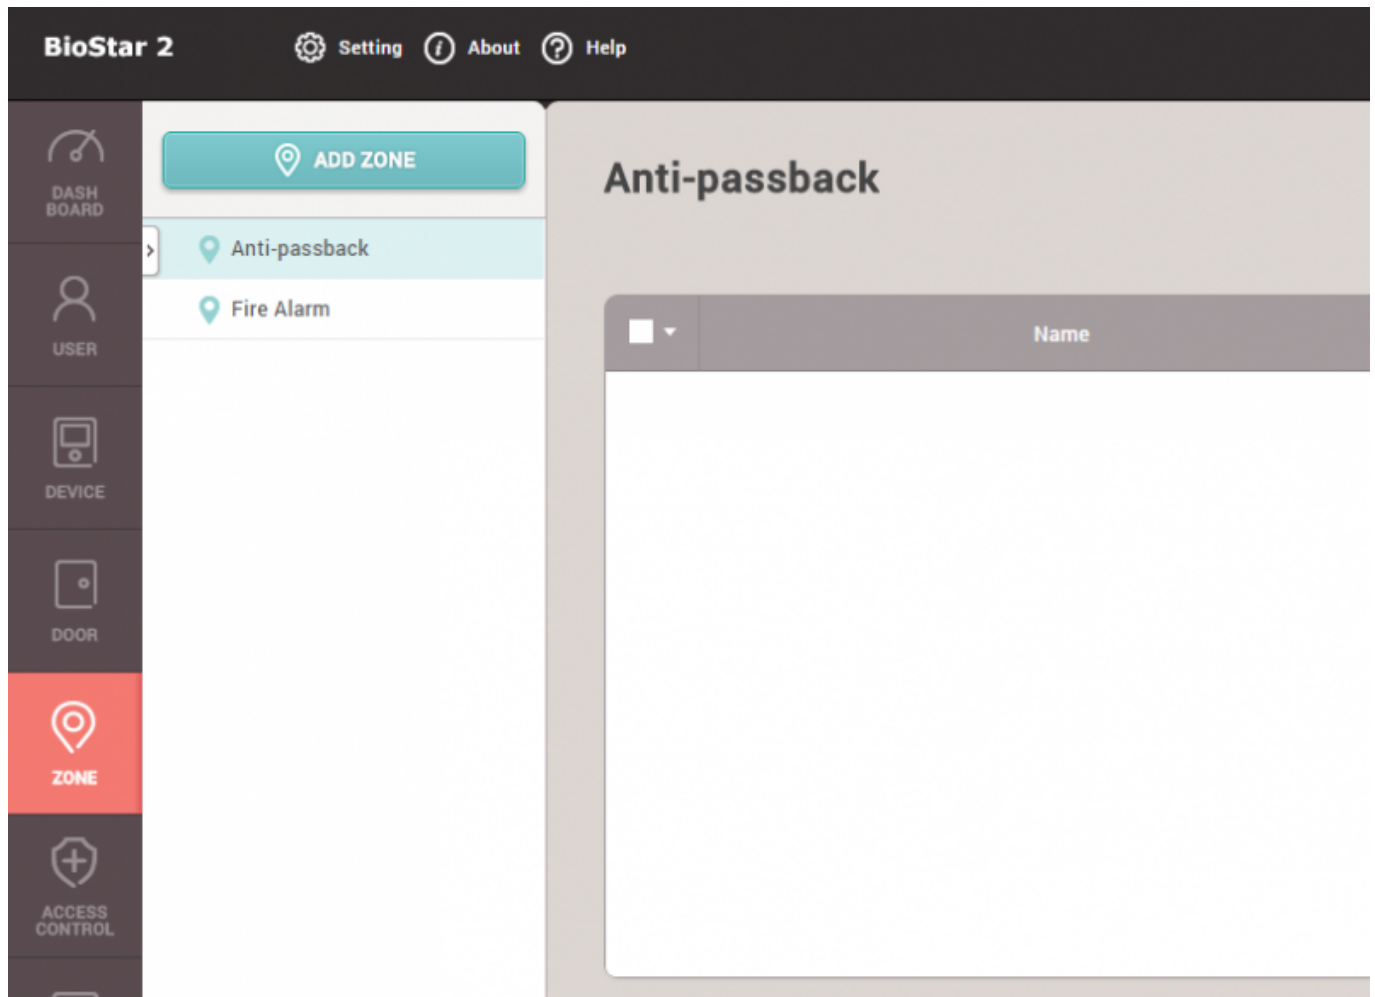 BioStar 2
Setting
About
Help
DASH
BOARD
USER
DEVICE
DOOR
ZONE
ACCESS
CONTROL
ADD ZONE
Anti-passback
Fire Alarm
Anti-passback
Name